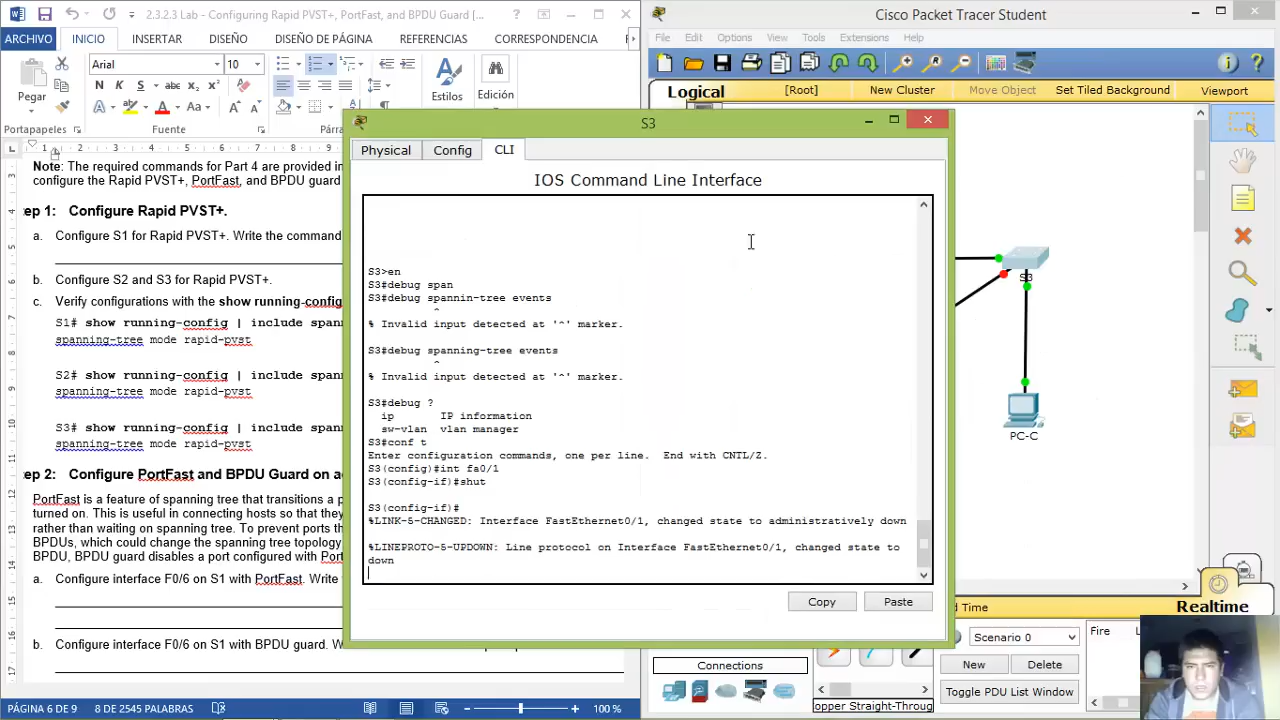 2.3.2.3 Lab - Configuring Rapid PVST+, PortFast, and BPDU Guard [...
ARCHIVO INICIO INSERTAR DISEÑO DISEÑO DE PÁGINA REFERENCIAS CORRESPONDENCIA
Arial 10
Pegar
N K S abc x₂ x²
Estilos Edición
Portapapeles Fuente
Note: The required commands for Part 4 are provided in
configure the Rapid PVST+, PortFast, and BPDU guard
tep 1: Configure Rapid PVST+.
a. Configure S1 for Rapid PVST+. Write the command
b. Configure S2 and S3 for Rapid PVST+.
c. Verify configurations with the show running-config
S1# show running-config | include span
spanning-tree mode rapid-pvst
S2# show running-config | include span
spanning-tree mode rapid-pvst
S3# show running-config | include span
spanning-tree mode rapid-pvst
tep 2: Configure PortFast and BPDU Guard on a
PortFast is a feature of spanning tree that transitions a p
turned on. This is useful in connecting hosts so that they
rather than waiting on spanning tree. To prevent ports th
BPDUs, which could change the spanning tree topology
BPDU, BPDU guard disables a port configured with Port
a. Configure interface F0/6 on S1 with PortFast. Write
b. Configure interface F0/6 on S1 with BPDU guard. W
PÁGINA 6 DE 9 8 DE 2545 PALABRAS 100 %
Cisco Packet Tracer Student
File Edit Options View Tools Extensions Help
Logical [Root] New Cluster Move Object Set Tiled Background Viewport
S3
Physical Config CLI
IOS Command Line Interface
S3>en
S3#debug span
S3#debug spannin-tree events
^
% Invalid input detected at '^' marker.
S3#debug spanning-tree events
^
% Invalid input detected at '^' marker.
S3#debug ?
ip IP information
sw-vlan vlan manager
S3#conf t
Enter configuration commands, one per line. End with CNTL/Z.
S3(config)#int fa0/1
S3(config-if)#shut
S3(config-if)#
%LINK-5-CHANGED: Interface FastEthernet0/1, changed state to administratively down
%LINEPROTO-5-UPDOWN: Line protocol on Interface FastEthernet0/1, changed state to
down
Copy Paste
S3
PC-C
d Time Realtime
Scenario 0
Fire
New Delete
Toggle PDU List Window
Connections
opper Straight-Throug